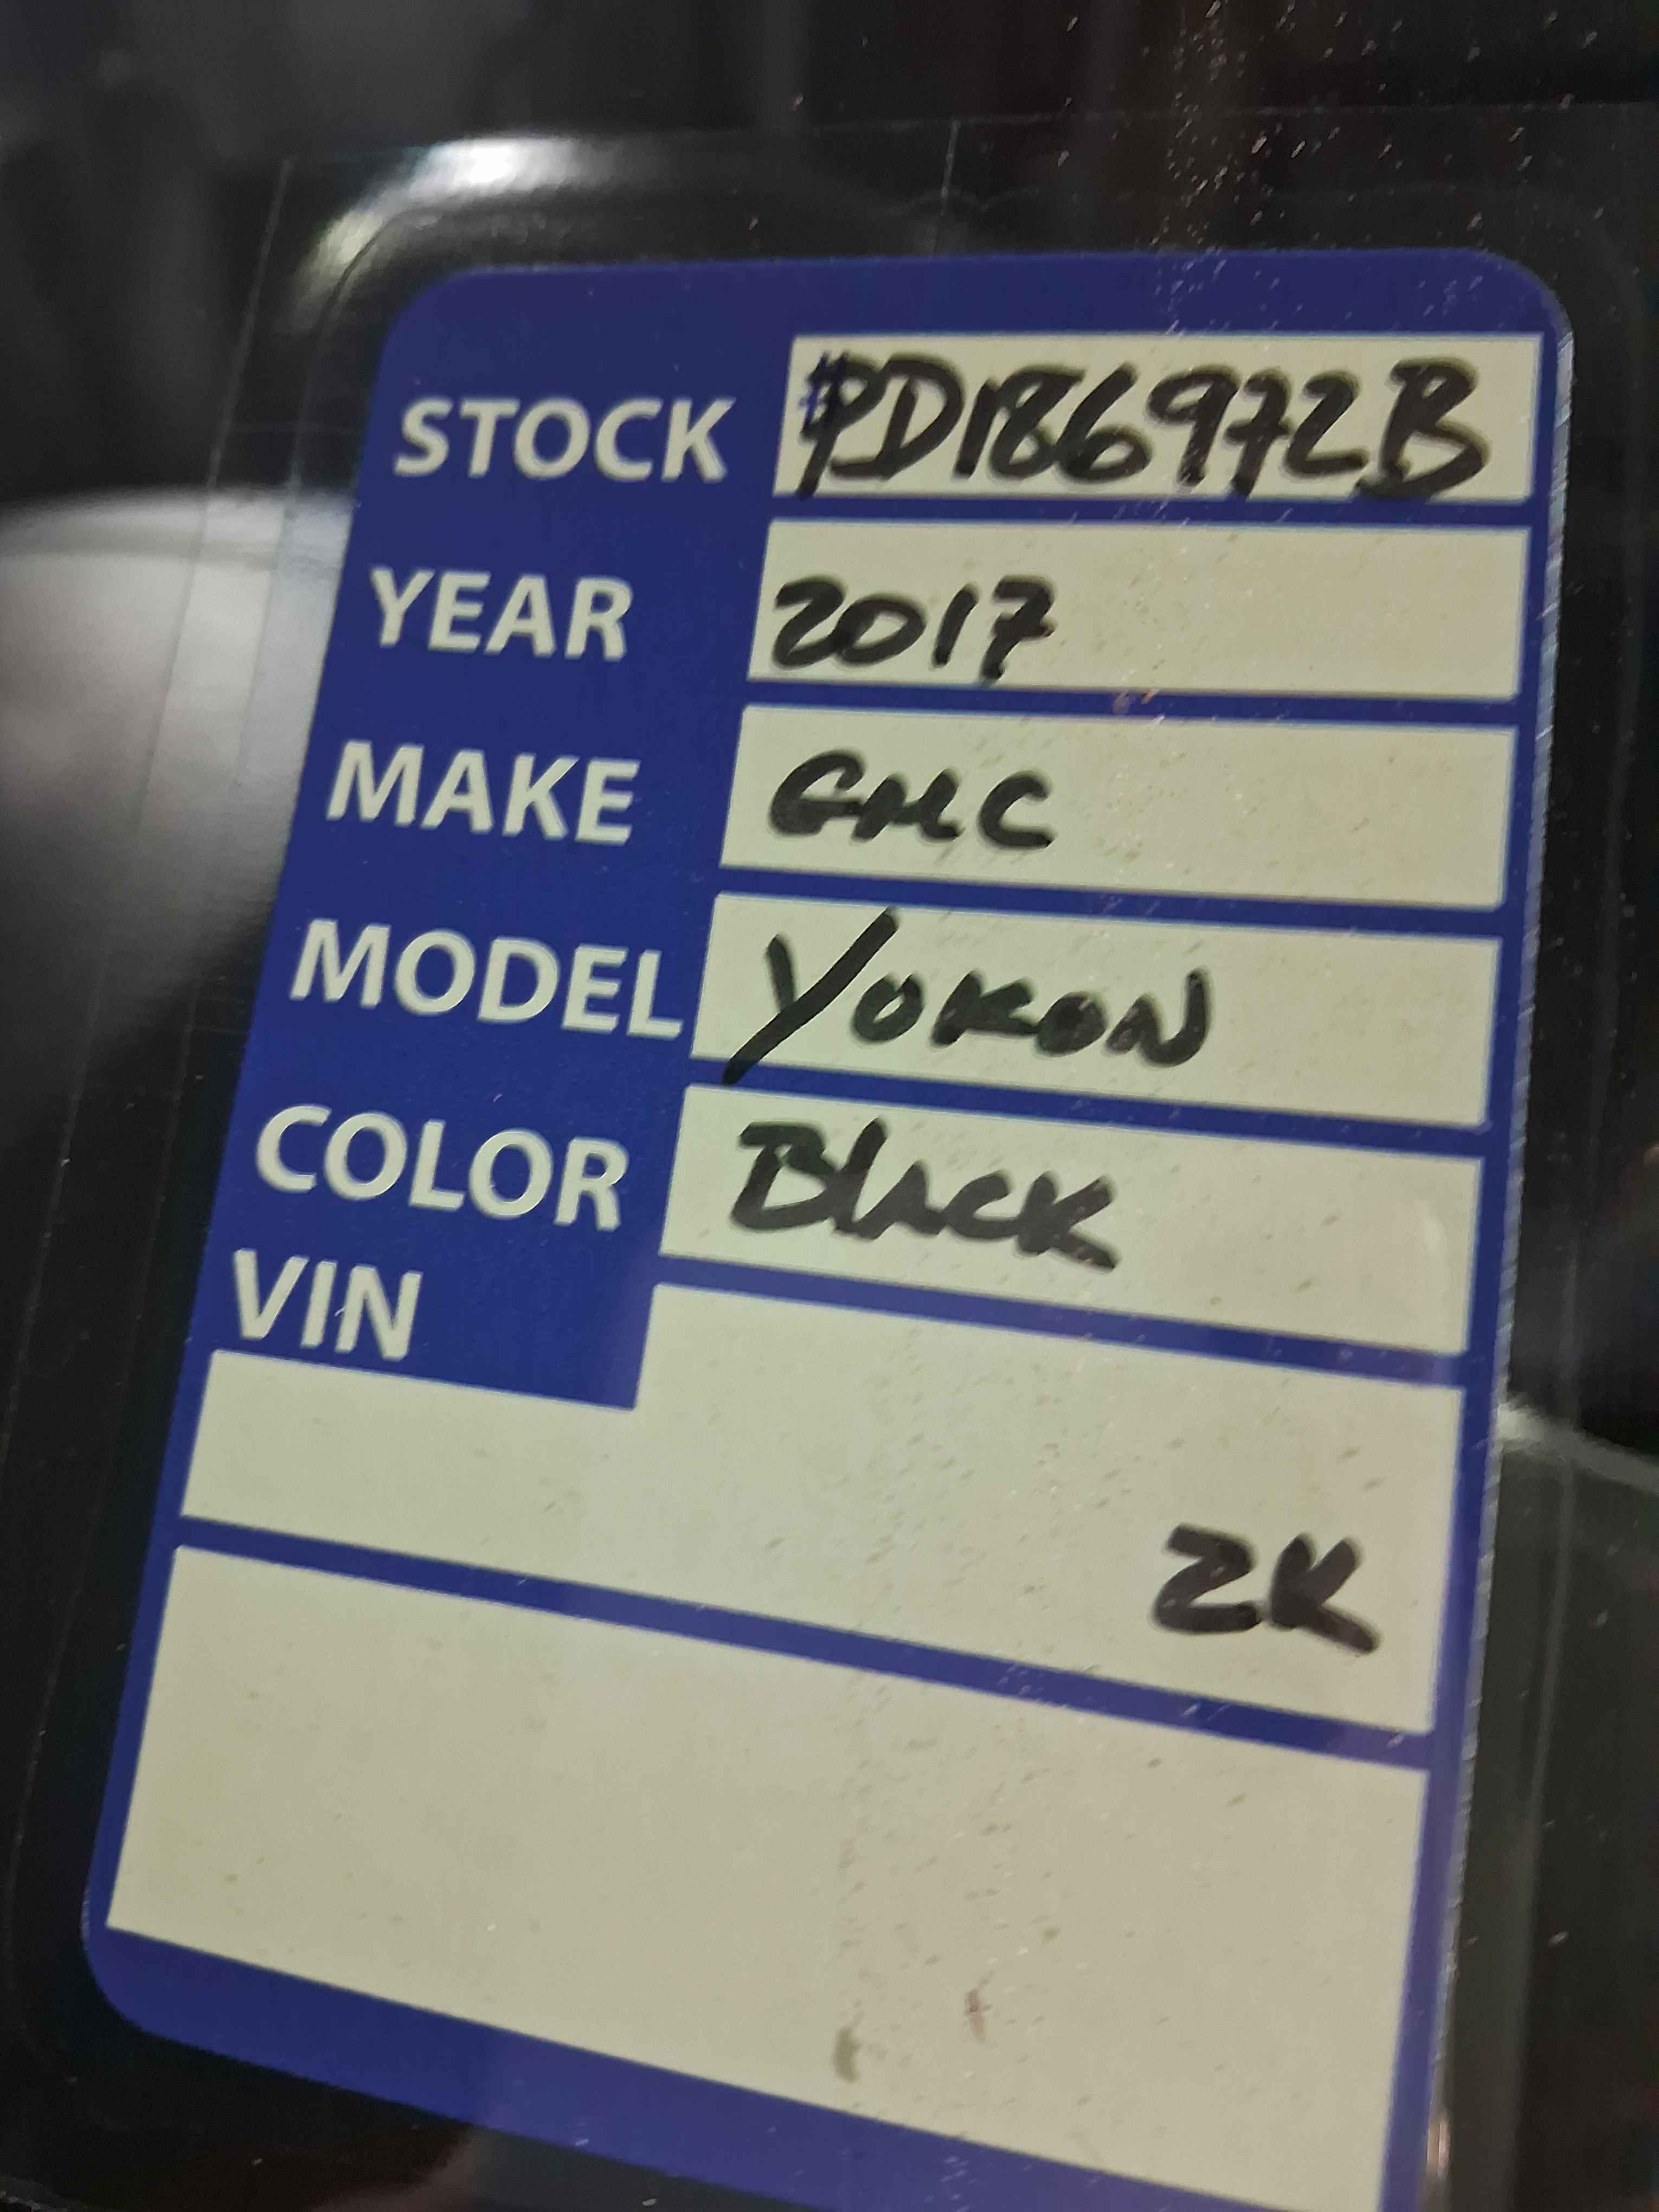 STOCK #PD186972B
YEAR 2017
MAKE GMC
MODEL YUKON
COLOR BlACK
VIN
2K